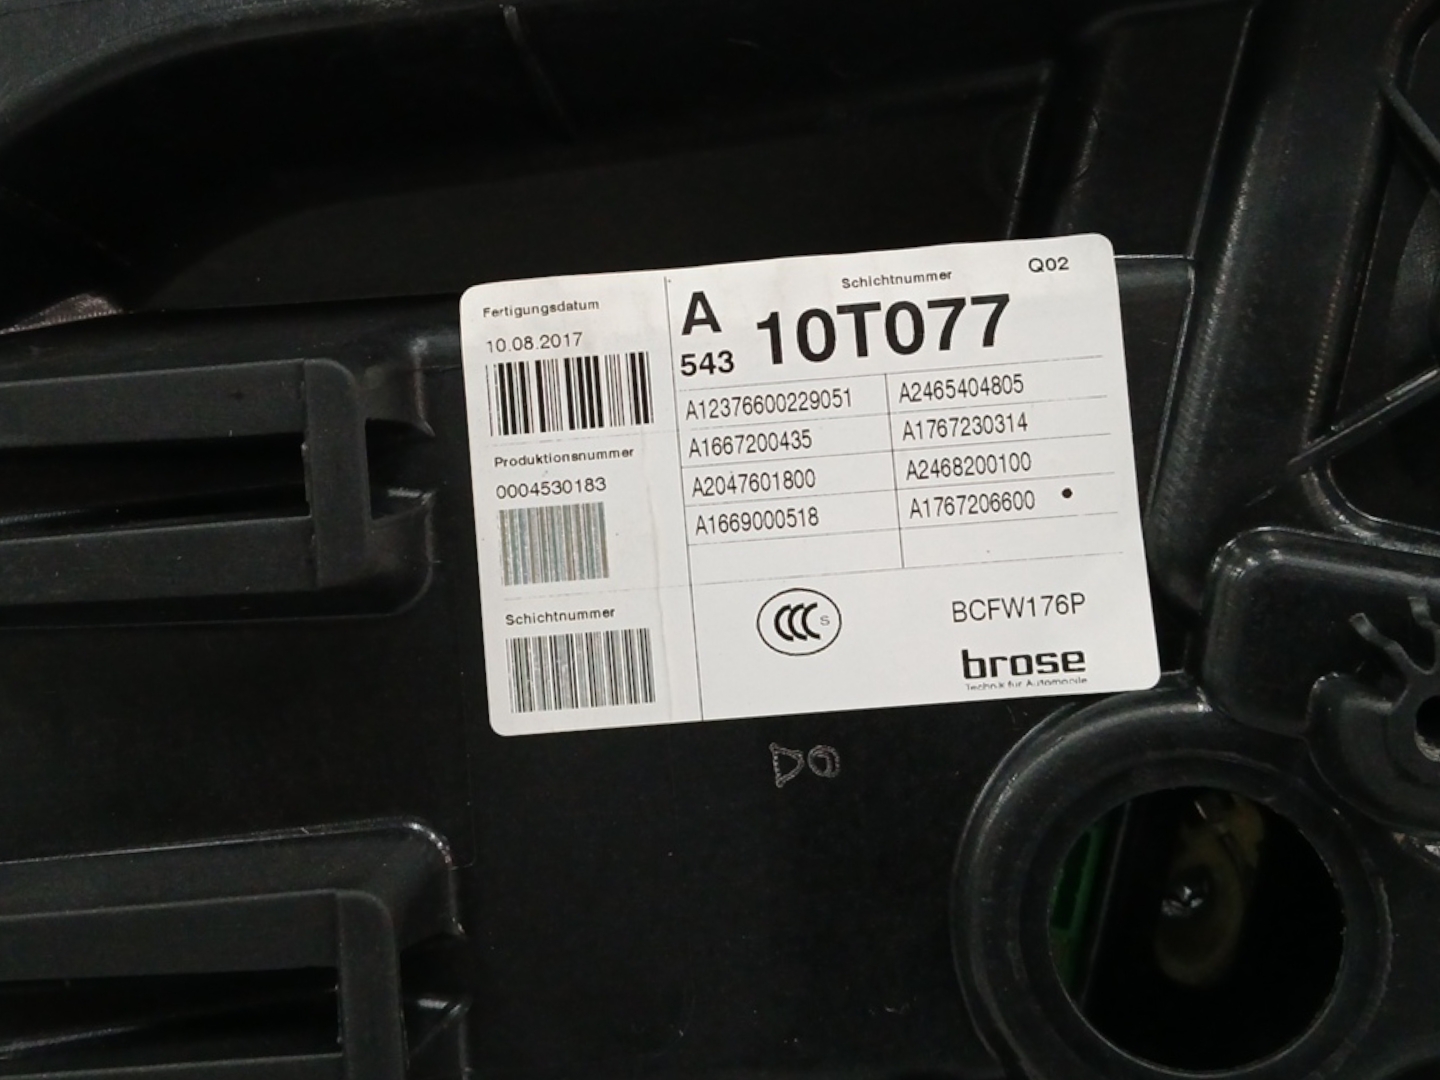 Fertigungsdatum
10.08.2017
Produktionsnummer
0004530183
Schichtnummer
A
543
Schichtnummer
Q02
10T077
A12376600229051 A2465404805
A1667200435 A1767230314
A2047601800 A2468200100
A1669000518 A1767206600
CCC S
BCFW176P
brose
Technik für Automobile